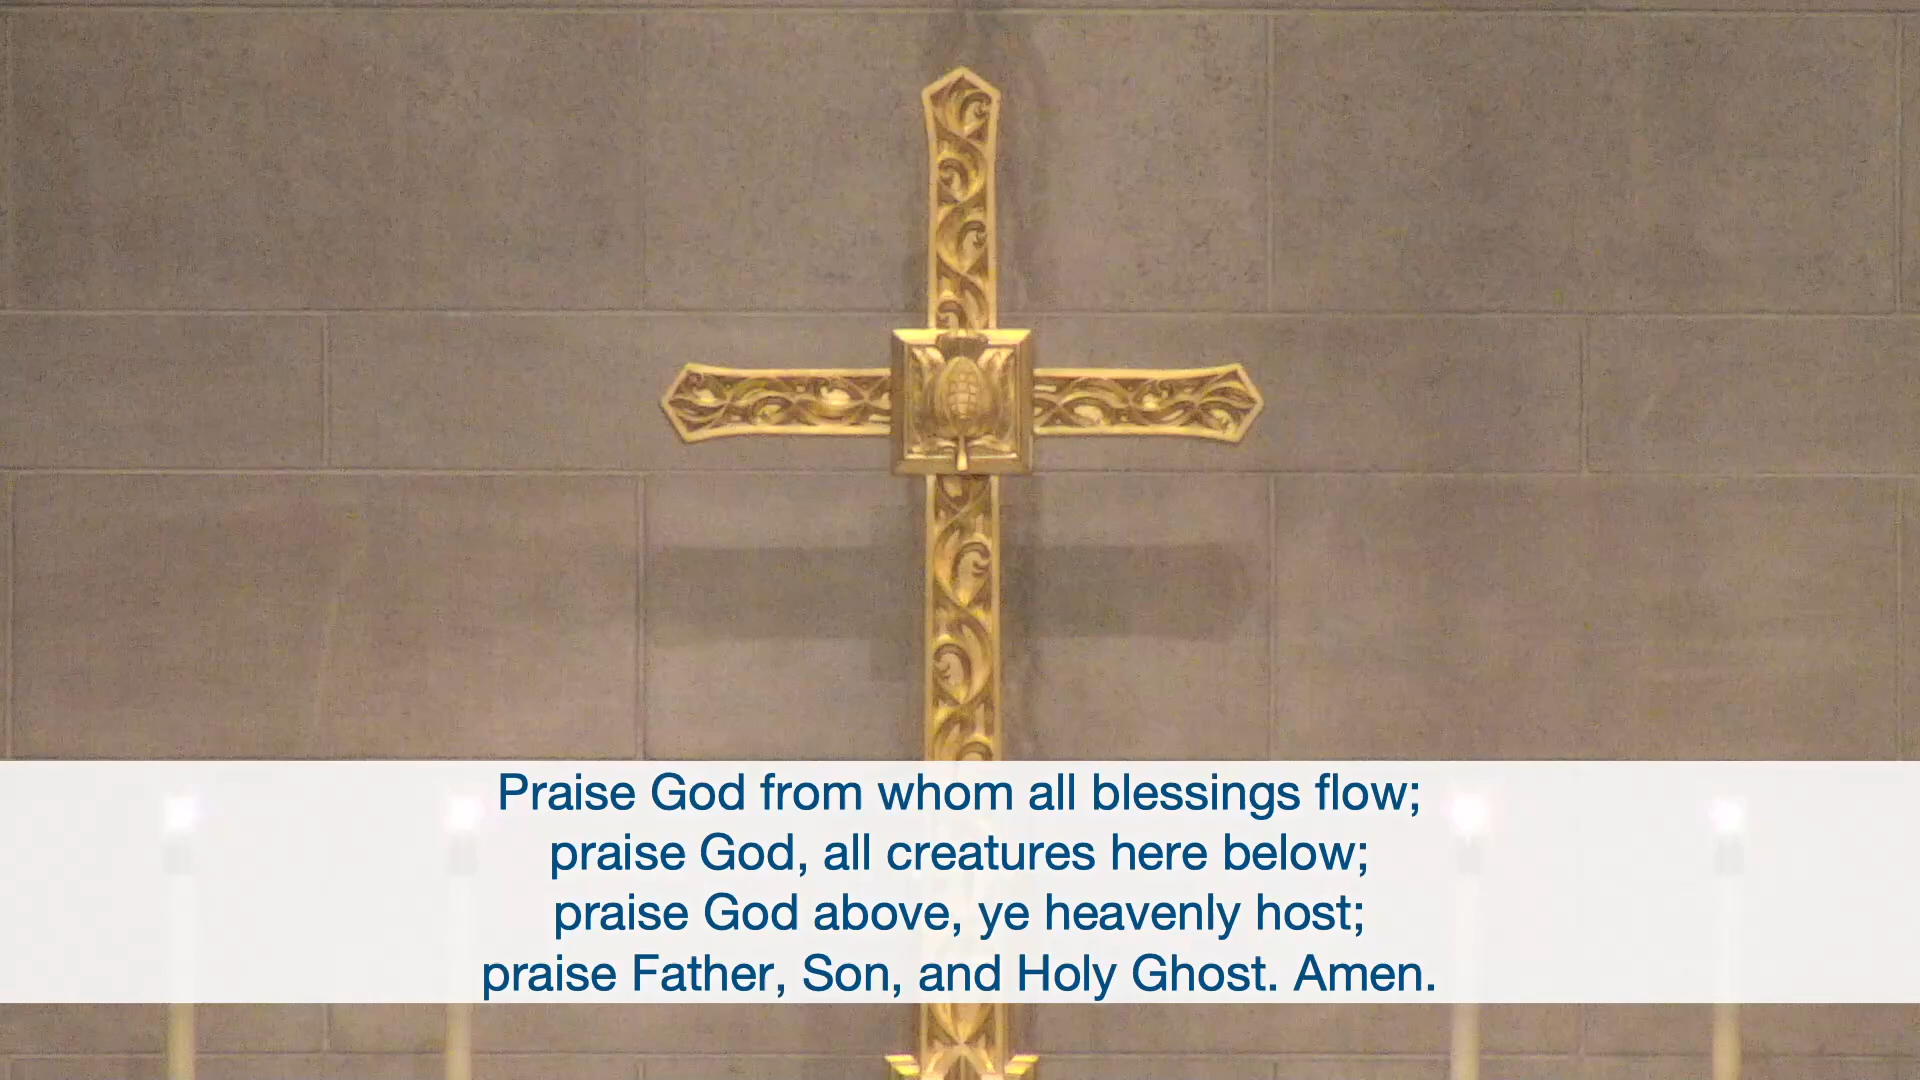 Praise God from whom all blessings flow;
praise God, all creatures here below;
praise God above, ye heavenly host;
praise Father, Son, and Holy Ghost. Amen.